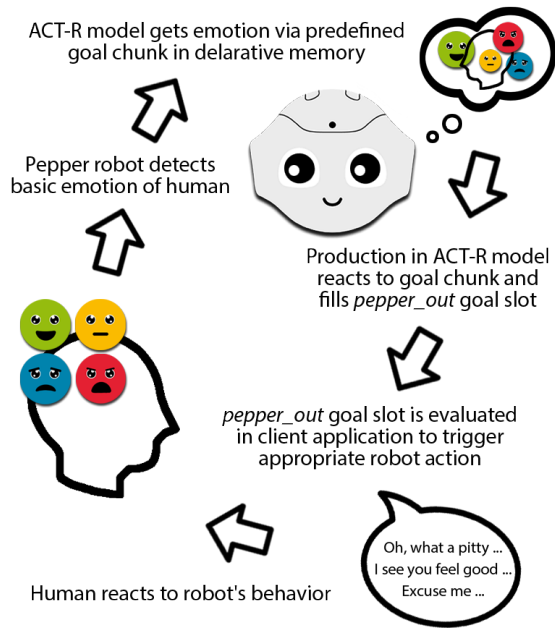 ACT-R model gets emotion via predefined
goal chunk in delarative memory
Pepper robot detects
basic emotion of human
Production in ACT-R model
reacts to goal chunk and
fills pepper_out goal slot
pepper_out goal slot is evaluated
in client application to trigger
appropriate robot action
Oh, what a pitty ...
I see you feel good ...
Excuse me ...
Human reacts to robot's behavior